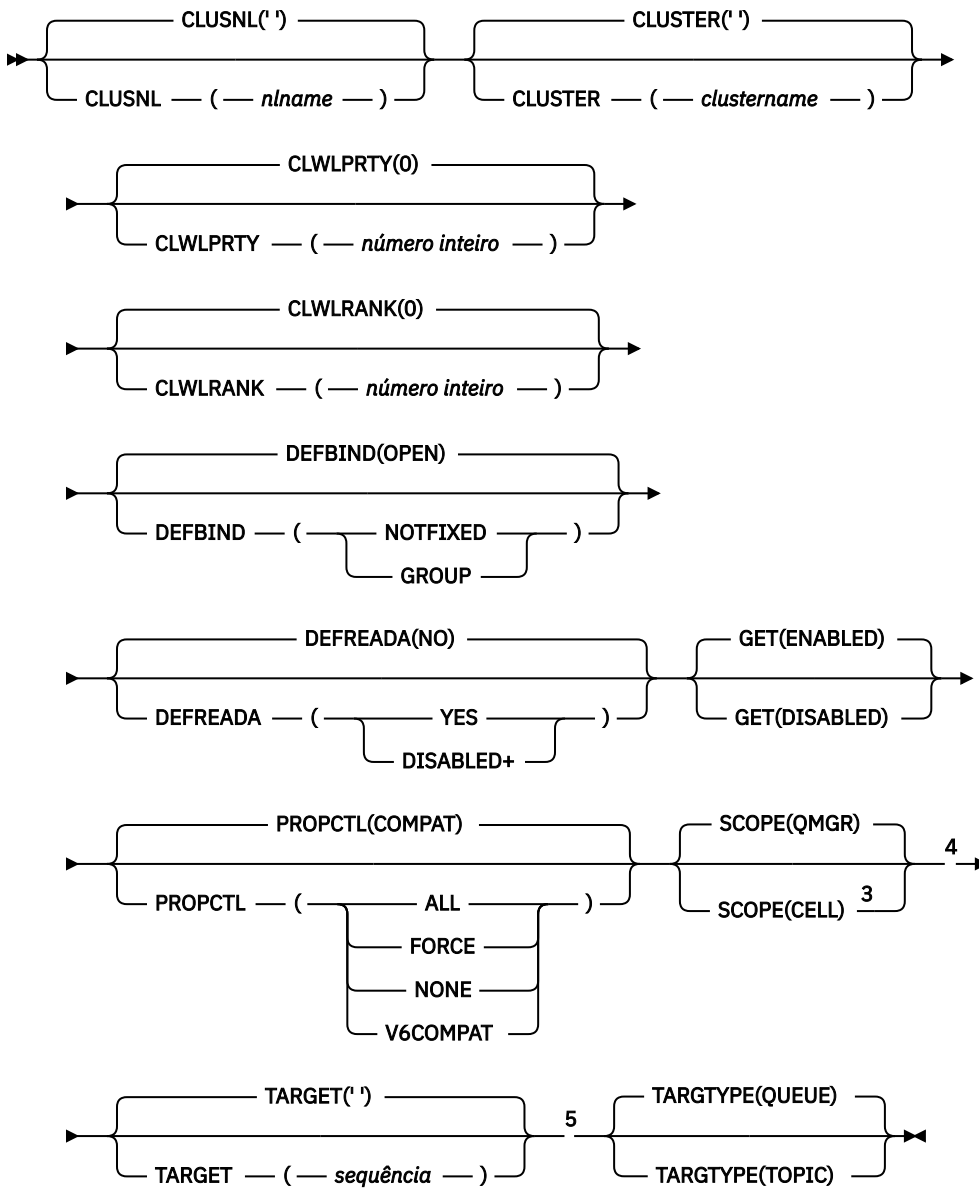 CLUSNL(' ') CLUSTER(' ')
CLUSNL ( nlname ) CLUSTER ( clustername )
CLWLPRTY(0)
CLWLPRTY ( número inteiro )
CLWLRANK(0)
CLWLRANK ( número inteiro )
DEFBIND(OPEN)
DEFBIND ( NOTFIXED )
GROUP
DEFREADA(NO) GET(ENABLED)
DEFREADA ( YES ) GET(DISABLED)
DISABLED+
PROPCTL(COMPAT) SCOPE(QMGR)
4
PROPCTL ( ALL ) SCOPE(CELL) 3
FORCE
NONE
V6COMPAT
TARGET(' ') TARGTYPE(QUEUE)
5
TARGET ( sequência ) TARGTYPE(TOPIC)